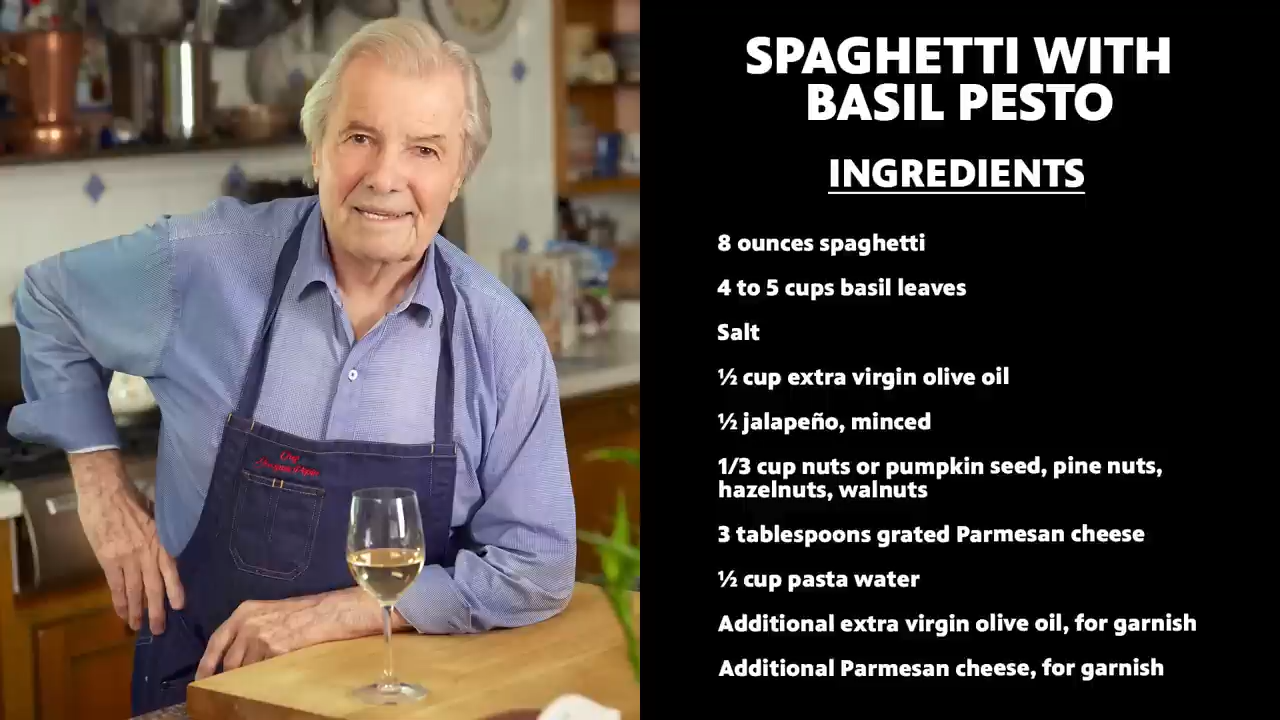 SPAGHETTI WITH
BASIL PESTO
INGREDIENTS
8 ounces spaghetti
4 to 5 cups basil leaves
Salt
½ cup extra virgin olive oil
½ jalapeño, minced
1/3 cup nuts or pumpkin seed, pine nuts,
hazelnuts, walnuts
3 tablespoons grated Parmesan cheese
½ cup pasta water
Additional extra virgin olive oil, for garnish
Additional Parmesan cheese, for garnish